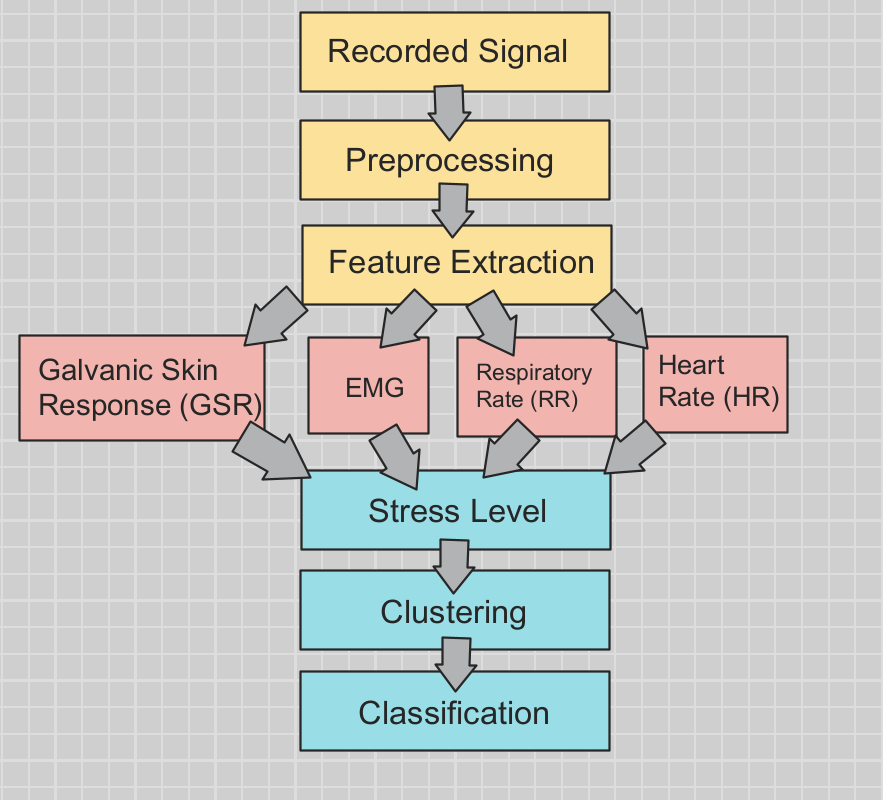 Recorded Signal
Preprocessing
Feature Extraction
Galvanic Skin
Response (GSR)
EMG
Respiratory
Rate (RR)
Heart
Rate (HR)
Stress Level
Clustering
Classification